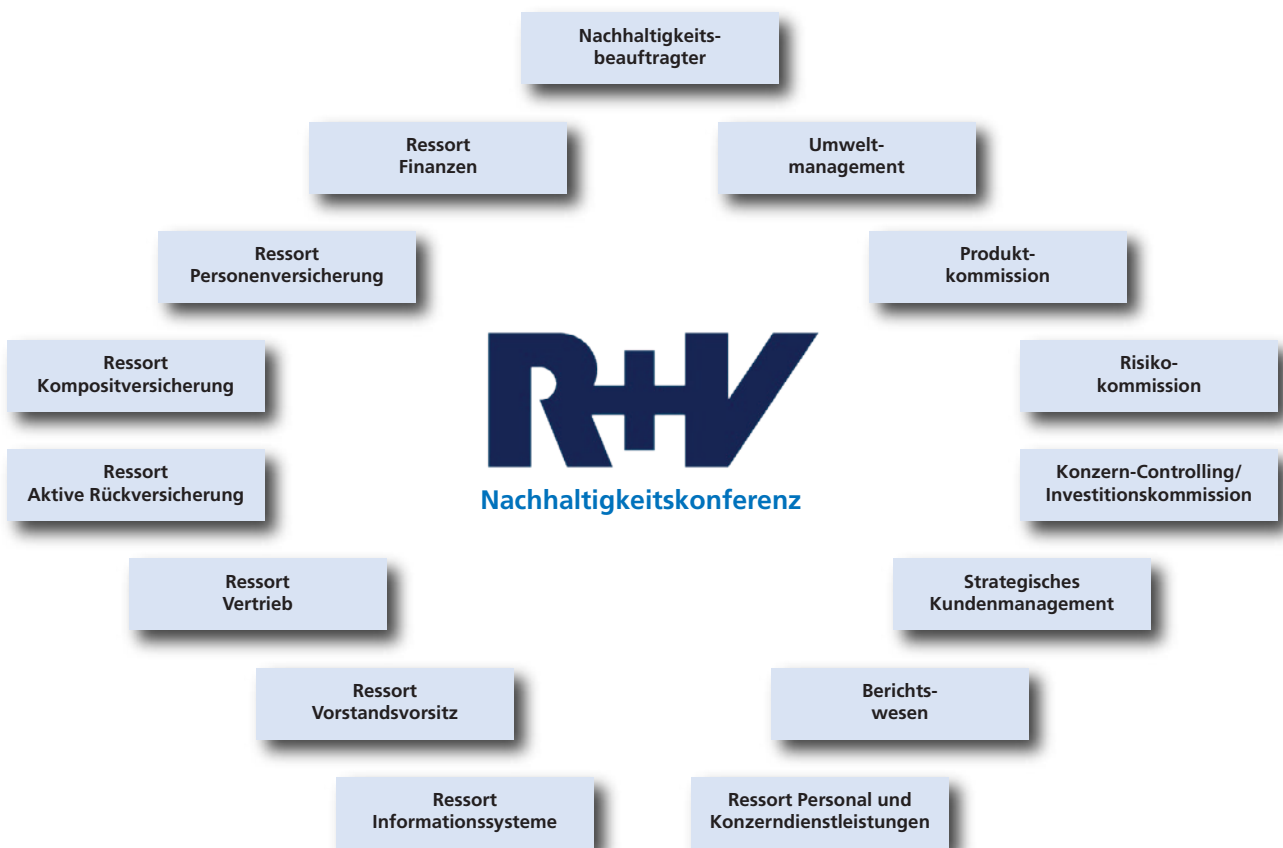 Nachhaltigkeits-
beauftragter
Ressort
Finanzen
Umwelt-
management
Ressort
Personenversicherung
Produkt-
kommission
Ressort
Kompositversicherung
Risiko-
kommission
R+V
Nachhaltigkeitskonferenz
Ressort
Aktive Rückversicherung
Konzern-Controlling/
Investitionskommission
Ressort
Vertrieb
Strategisches
Kundenmanagement
Ressort
Vorstandsvorsitz
Berichts-
wesen
Ressort
Informationssysteme
Ressort Personal und
Konzerndienstleistungen